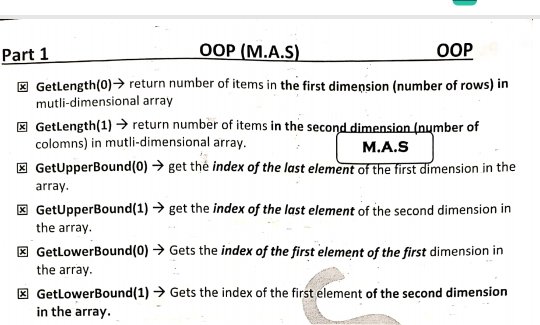 Part 1 OOP (M.A.S) OOP
☒ GetLength(0)→ return number of items in the first dimension (number of rows) in
mutli-dimensional array
☒ GetLength(1) → return number of items in the second dimension (number of
colomns) in mutli-dimensional array.
M.A.S
☒ GetUpperBound(0) → get the index of the last element of the first dimension in the
array.
☒ GetUpperBound(1) → get the index of the last element of the second dimension in
the array.
☒ GetLowerBound(0) → Gets the index of the first element of the first dimension in
the array.
☒ GetLowerBound(1) → Gets the index of the first element of the second dimension
in the array.